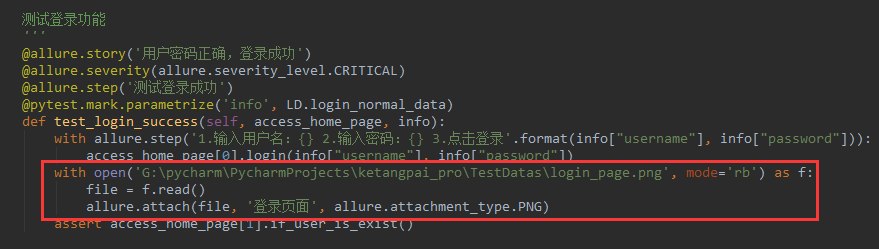 测试登录功能
'''
@allure.story('用户密码正确，登录成功')
@allure.severity(allure.severity_level.CRITICAL)
@allure.step('测试登录成功')
@pytest.mark.parametrize('info', LD.login_normal_data)
def test_login_success(self, access_home_page, info):
with allure.step('1.输入用户名：{} 2.输入密码：{} 3.点击登录'.format(info["username"], info["password"])):
access_home_page[0].login(info["username"], info["password"])
with open('G:\pycharm\PycharmProjects\ketangpai_pro\TestDatas\login_page.png', mode='rb') as f:
file = f.read()
allure.attach(file, '登录页面', allure.attachment_type.PNG)
assert access_home_page[1].if_user_is_exist()